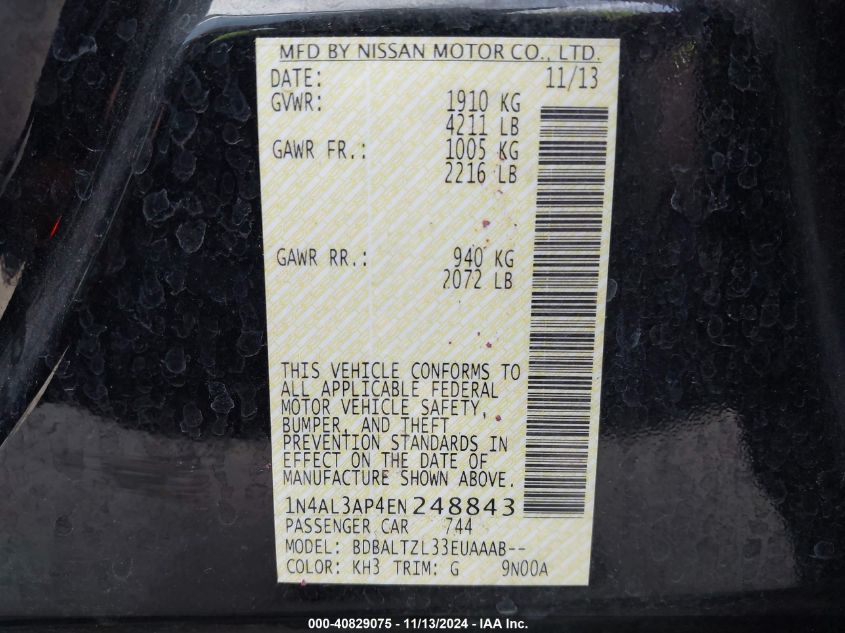 MFD BY NISSAN MOTOR CO., LTD.
DATE: 11/13
GVWR: 1910 KG
4211 LB
GAWR FR.: 1005 KG
2216 LB
GAWR RR.: 940 KG
2072 LB
THIS VEHICLE CONFORMS TO
ALL APPLICABLE FEDERAL
MOTOR VEHICLE SAFETY,
BUMPER, AND THEFT
PREVENTION STANDARDS IN
EFFECT ON THE DATE OF
MANUFACTURE SHOWN ABOVE.
1N4AL3AP4EN248843
PASSENGER CAR 744
MODEL: BDBALTZL33EUAAAB--
COLOR: KH3 TRIM: G 9N00A
000-40829075 - 11/13/2024 - IAA Inc.